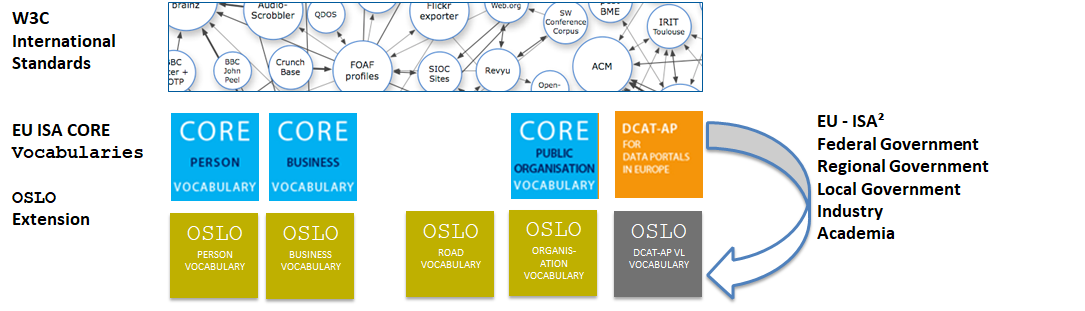 W3C
International
Standards
brainz
Audio-
Scrobbler
QDOS
Flickr
exporter
Web.org
SW
Conference
Corpus
BME
IRIT
Toulouse
BBC
John
Peel
Crunch
Base
FOAF
profiles
SIOC
Sites
Revyu
Open-
ACM
EU ISA CORE
Vocabularies
CORE
PERSON
VOCABULARY
CORE
BUSINESS
VOCABULARY
CORE
PUBLIC
ORGANISATION
VOCABULARY
DCAT-AP
FOR
DATA PORTALS
IN EUROPE
EU - ISA²
Federal Government
Regional Government
Local Government
Industry
Academia
OSLO
Extension
OSLO
PERSON
VOCABULARY
OSLO
BUSINESS
VOCABULARY
OSLO
ROAD
VOCABULARY
OSLO
ORGANIS-
ATION
VOCABULARY
OSLO
DCAT-AP VL
VOCABULARY